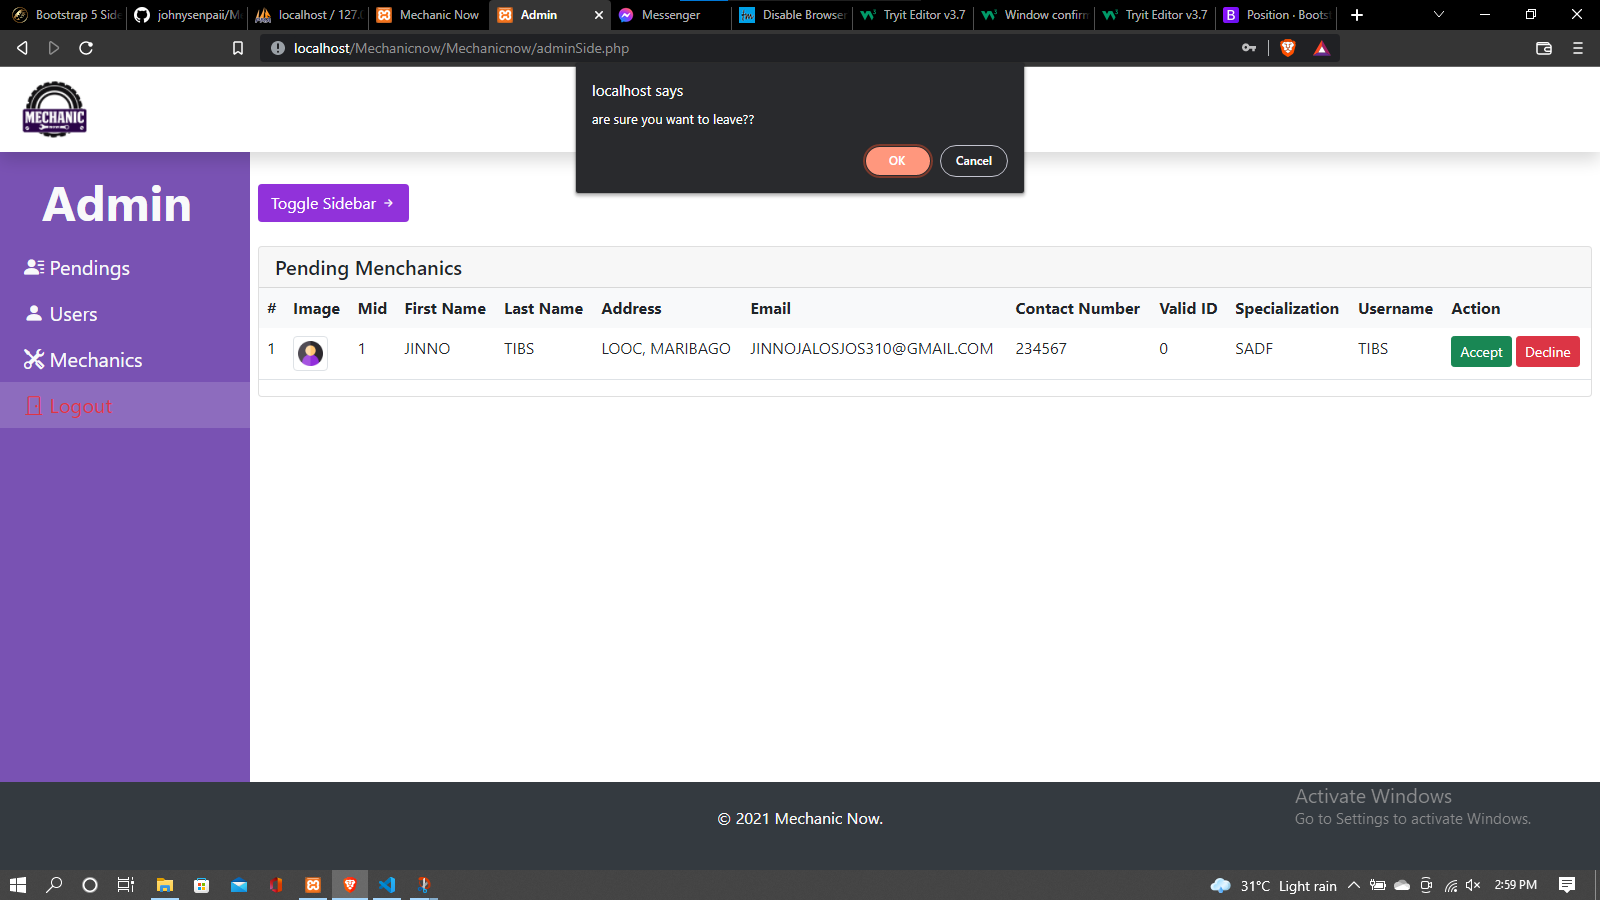 Bootstrap 5 Side
johnysenpaii/M
localhost / 127.0
Mechanic Now
Admin
Messenger
Disable Browser
Tryit Editor v3.7
Window confirm
Tryit Editor v3.7
Position · Boots
localhost/Mechanicnow/Mechanicnow/adminSide.php
localhost says
are sure you want to leave??
OK
Cancel
MECHANIC
Admin
Pendings
Users
Mechanics
Logout
Toggle Sidebar
Pending Menchanics
# Image Mid First Name Last Name Address Email Contact Number Valid ID Specialization Username Action
1 1 JINNO TIBS LOOC, MARIBAGO JINNOJALOSJOS310@GMAIL.COM 234567 0 SADF TIBS Accept Decline
Activate Windows
Go to Settings to activate Windows.
© 2021 Mechanic Now.
31°C Light rain
2:59 PM